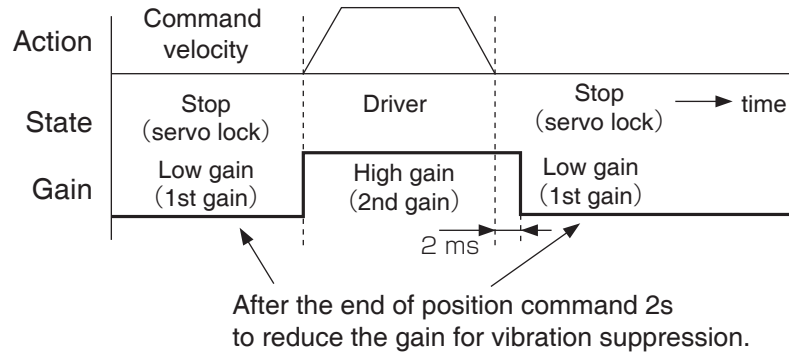 Action
Command
velocity
State
Stop
（servo lock）
Driver
Stop
（servo lock）
time
Gain
Low gain
（1st gain）
High gain
（2nd gain）
Low gain
（1st gain）
2 ms
After the end of position command 2s
to reduce the gain for vibration suppression.